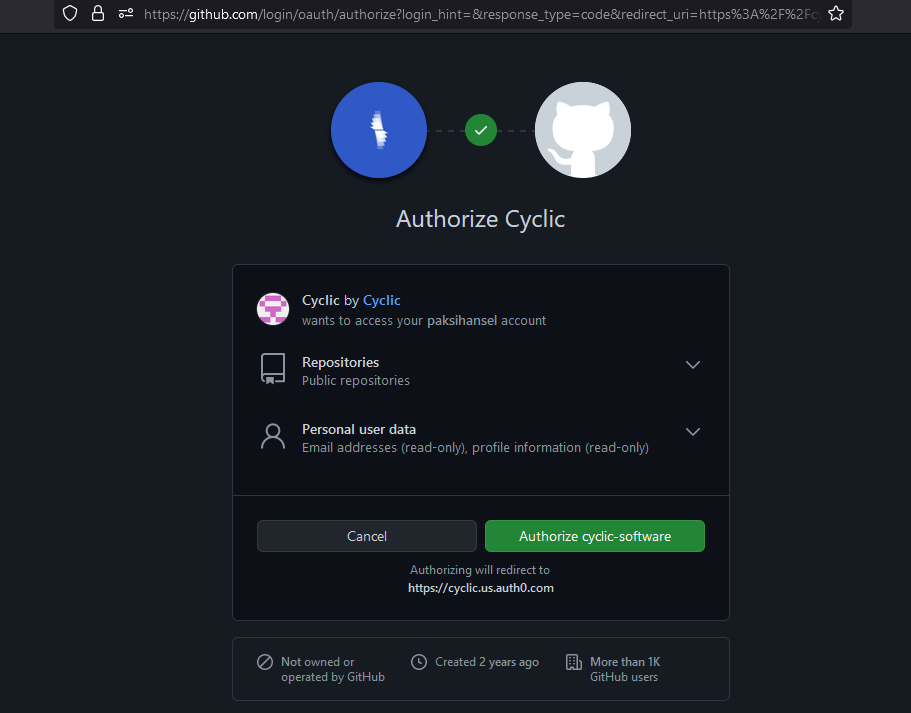 https://github.com/login/oauth/authorize?login_hint=&response_type=code&redirect_uri=https%3A%2F%2Fc
Authorize Cyclic
Cyclic by Cyclic
wants to access your paksihansel account
Repositories
Public repositories
Personal user data
Email addresses (read-only), profile information (read-only)
Cancel
Authorize cyclic-software
Authorizing will redirect to
https://cyclic.us.auth0.com
Not owned or
operated by GitHub
Created 2 years ago
More than 1K
GitHub users